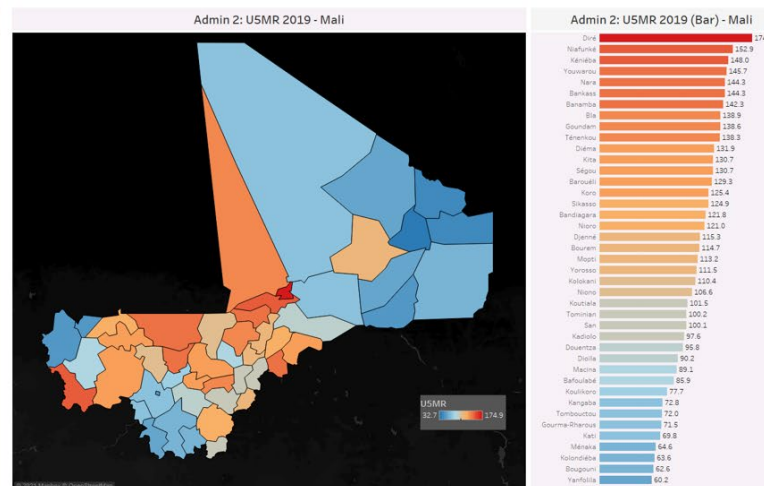 Admin 2: U5MR 2019 - Mali
U5MR
32.7 174.9
Admin 2: U5MR 2019 (Bar) - Mali
Diré
Niafunké 152.9
Kéniéba 148.0
Youwarou 145.7
Nara 144.3
Bankass 144.3
Banamba 142.3
Bla 138.9
Goundam 138.6
Ténenkou 138.3
Diéma 131.9
Kita 130.7
Ségou 130.7
Barouéli 129.3
Koro 125.4
Sikasso 124.9
Bandiagara 121.8
Nioro 121.0
Djenné 115.3
Bourem 114.7
Mopti 113.2
Yorosso 111.5
Kolokani 110.4
Niono 106.6
Koutiala 101.5
Tominian 100.2
San 100.1
Kadiolo 97.6
Douentza 95.8
Dioïla 90.2
Macina 89.1
Bafoulabé 85.9
Koulikoro 77.7
Kangaba 72.8
Tombouctou 72.0
Gourma-Rharous 71.5
Kati 69.8
Ménaka 64.6
Kolondiéba 63.6
Bougouni 62.6
Yanfolila 60.2